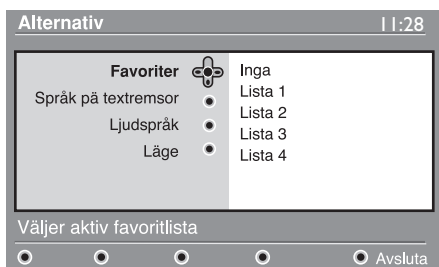 Alternativ 11:28
Favoriter
Språk på textremsor
Ljudspråk
Läge
Inga
Lista 1
Lista 2
Lista 3
Lista 4
Väljer aktiv favoritlista
Avsluta